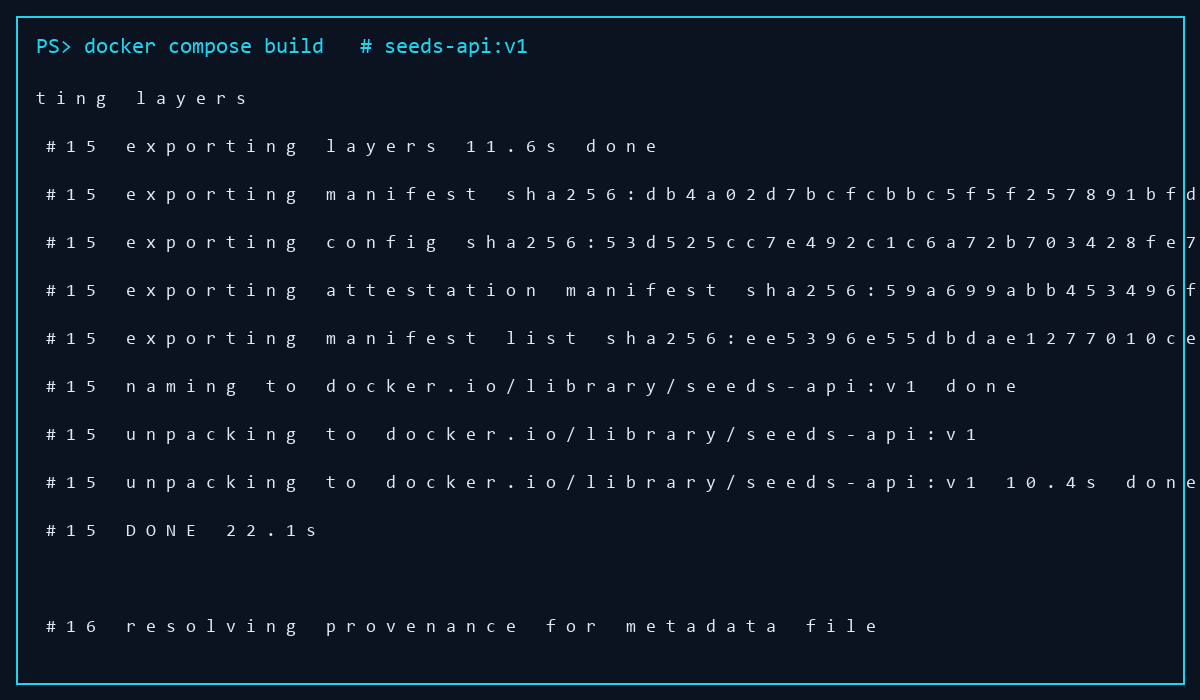 PS> docker compose build   # seeds-api:v1
ting layers
#15 exporting layers 11.6s done
#15 exporting manifest sha256:db4a02d7bcfcbbc5f5f257891bfd
#15 exporting config sha256:53d525cc7e492c1c6a72b703428fe7
#15 exporting attestation manifest sha256:59a699abb453496f
#15 exporting manifest list sha256:ee5396e55dbdae1277010ce
#15 naming to docker.io/library/seeds-api:v1 done
#15 unpacking to docker.io/library/seeds-api:v1
#15 unpacking to docker.io/library/seeds-api:v1 10.4s done
#15 DONE 22.1s
#16 resolving provenance for metadata file